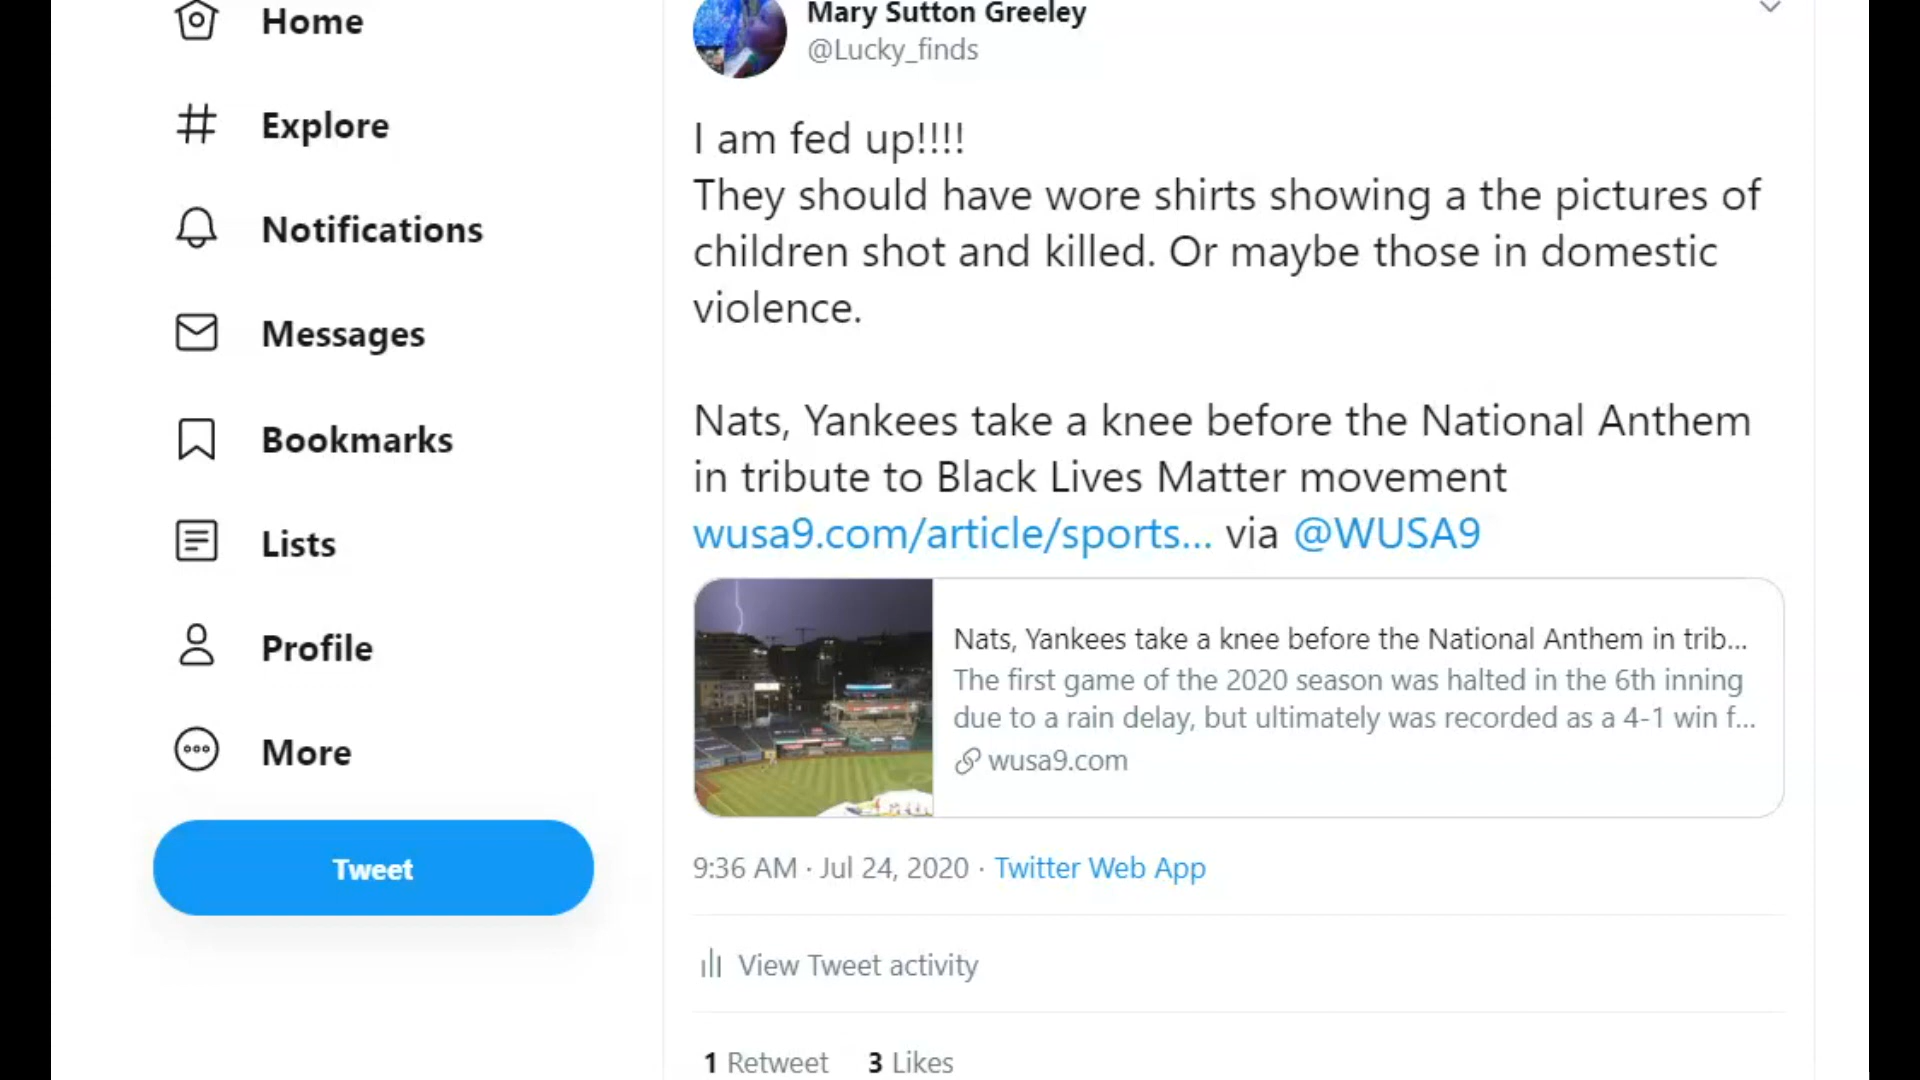 Home
Explore
Notifications
Messages
Bookmarks
Lists
Profile
More
Tweet
Mary Sutton Greeley
@Lucky_finds
I am fed up!!!!
They should have wore shirts showing a the pictures of
children shot and killed. Or maybe those in domestic
violence.
Nats, Yankees take a knee before the National Anthem
in tribute to Black Lives Matter movement
wusa9.com/article/sports... via @WUSA9
Nats, Yankees take a knee before the National Anthem in trib...
The first game of the 2020 season was halted in the 6th inning
due to a rain delay, but ultimately was recorded as a 4-1 win f...
wusa9.com
9:36 AM · Jul 24, 2020 · Twitter Web App
View Tweet activity
1 Retweet 3 Likes